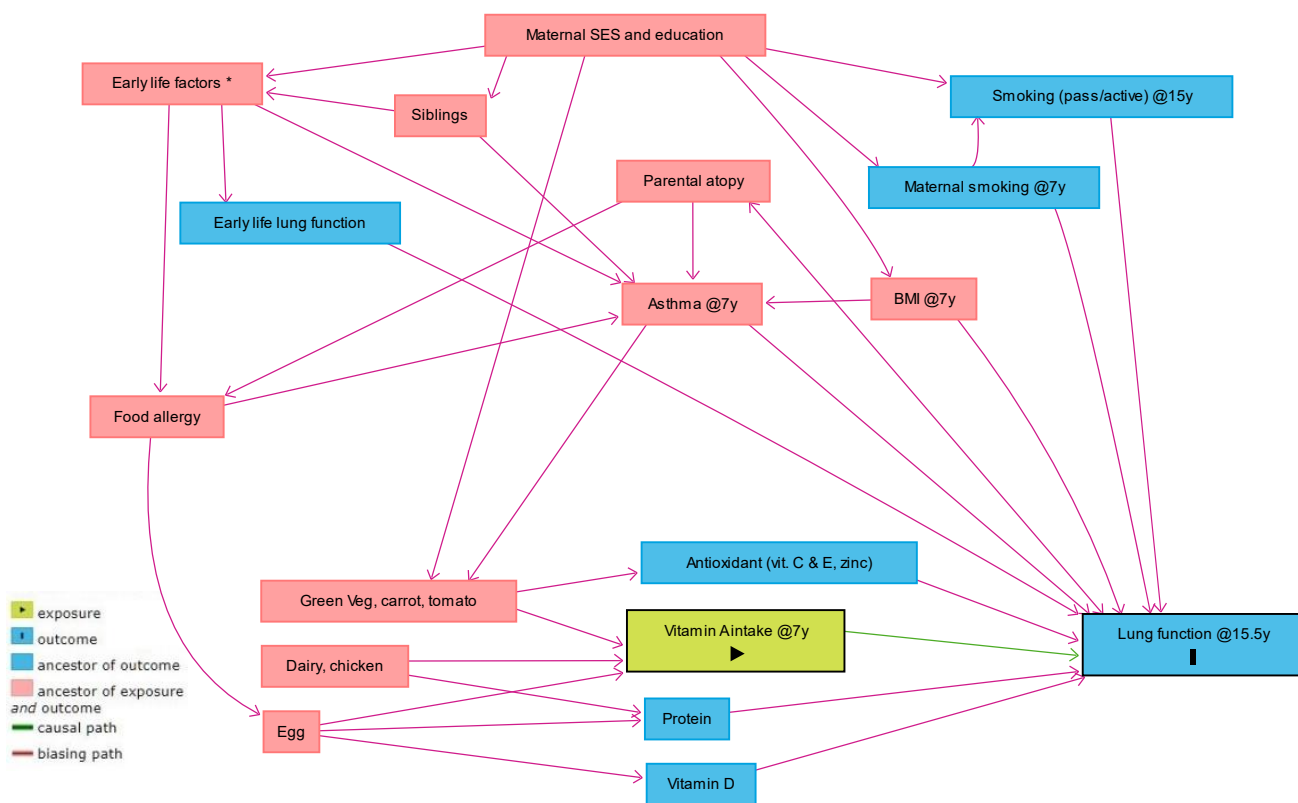 Maternal SES and education
Early life factors *
Smoking (pass/active) @15y
Siblings
Parental atopy
Maternal smoking @7y
Early life lung function
Asthma @7y
BMI @7y
Food allergy
Antioxidant (vit. C & E, zinc)
Green Veg, carrot, tomato
Vitamin Aintake @7y
Lung function @15.5y
Dairy, chicken
Protein
Egg
Vitamin D
exposure
outcome
ancestor of outcome
ancestor of exposure
and outcome
causal path
biasing path